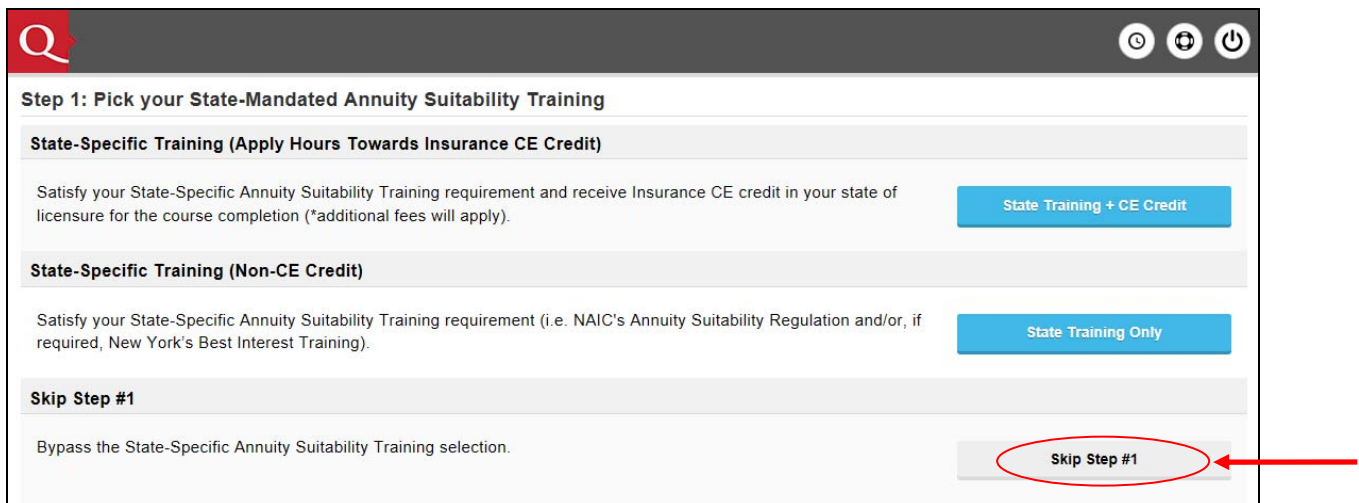 Q
Step 1: Pick your State-Mandated Annuity Suitability Training
State-Specific Training (Apply Hours Towards Insurance CE Credit)
Satisfy your State-Specific Annuity Suitability Training requirement and receive Insurance CE credit in your state of
licensure for the course completion (*additional fees will apply).
State Training + CE Credit
State-Specific Training (Non-CE Credit)
Satisfy your State-Specific Annuity Suitability Training requirement (i.e. NAIC's Annuity Suitability Regulation and/or, if
required, New York's Best Interest Training).
State Training Only
Skip Step #1
Bypass the State-Specific Annuity Suitability Training selection.
Skip Step #1